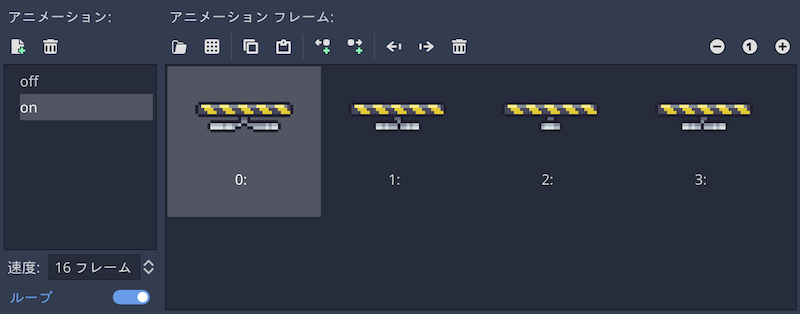 アニメーション:
アニメーション フレーム:
1
off
on
0:
1:
2:
3:
速度:
16 フレーム
ループ